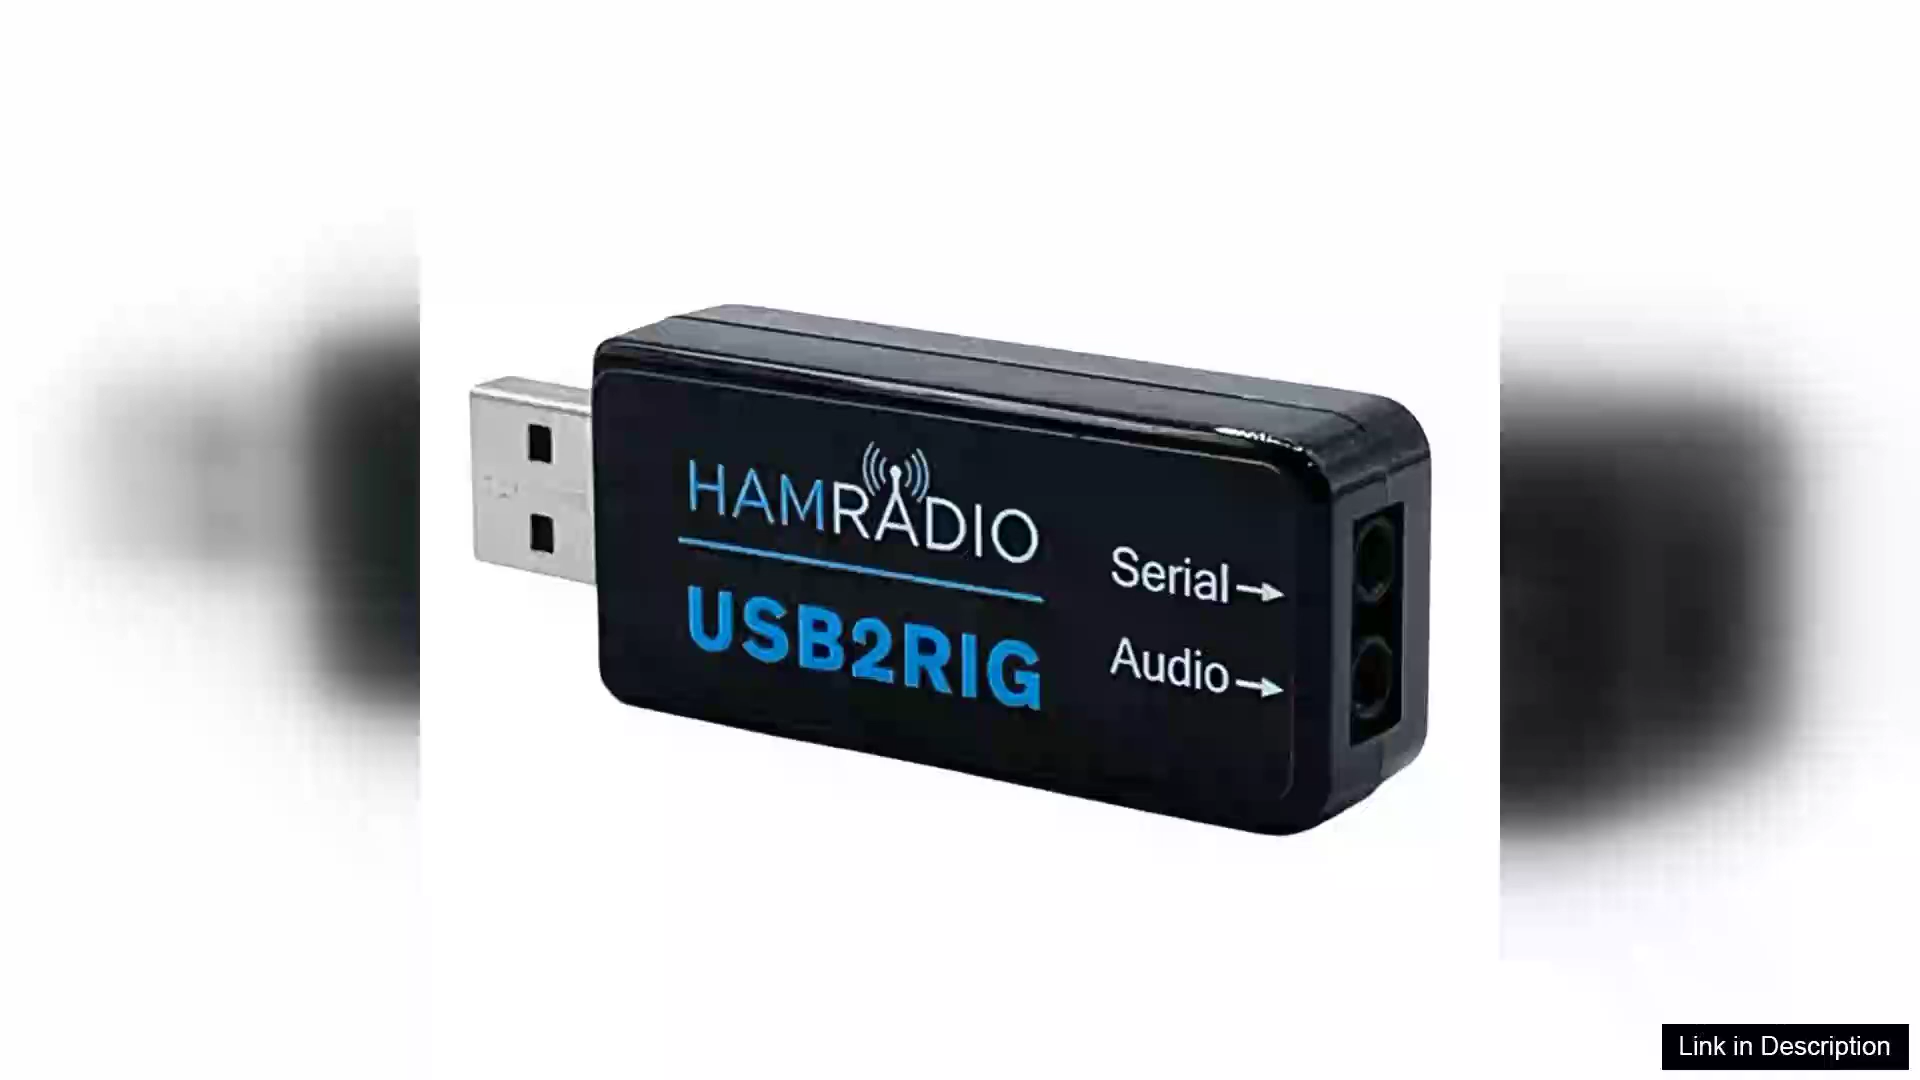 HAMRADIO
USB2RIG
Serial→
Audio→
Link in Description